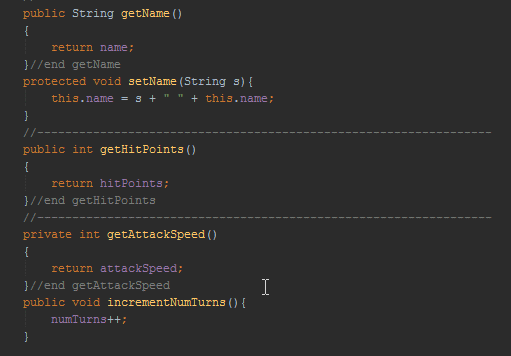 public String getName()
{
return name;
}//end getName
protected void setName(String s){
this.name = s + " " + this.name;
}
//----------------------------------------------------------------
public int getHitPoints()
{
return hitPoints;
}//end getHitPoints
//----------------------------------------------------------------
private int getAttackSpeed()
{
return attackSpeed;
}//end getAttackSpeed
public void incrementNumTurns(){
numTurns++;
}